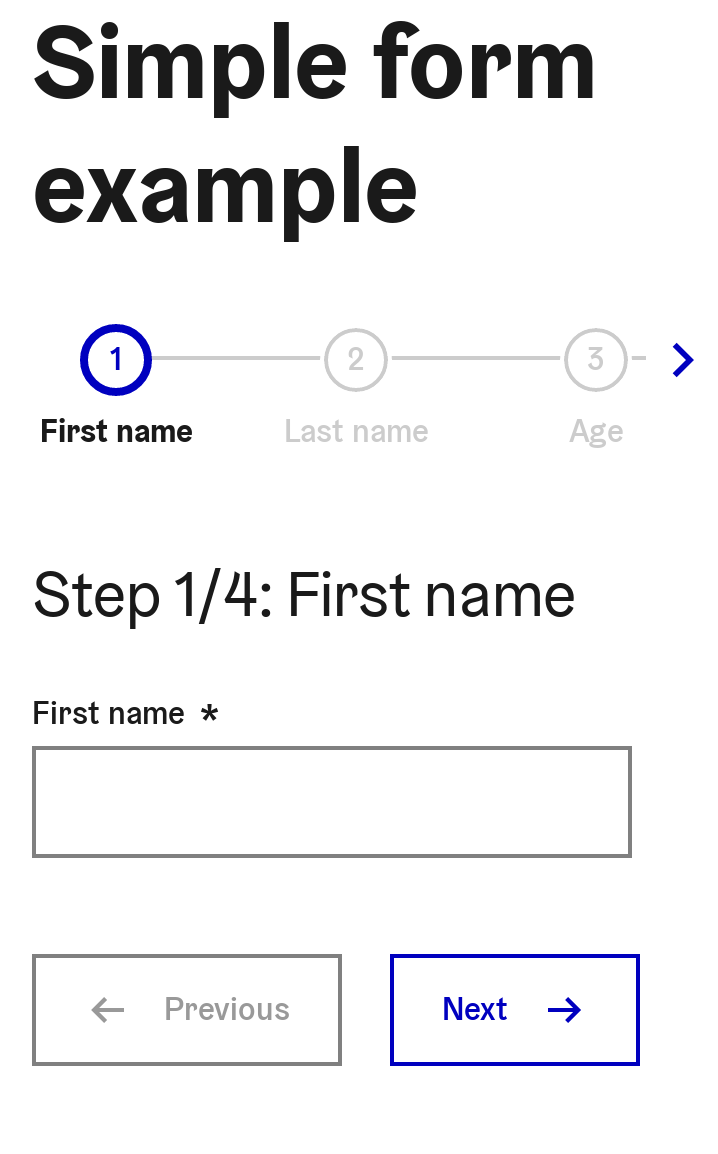 Simple form
example
1 2 3
First name Last name Age
Step 1/4: First name
First name *
Previous Next